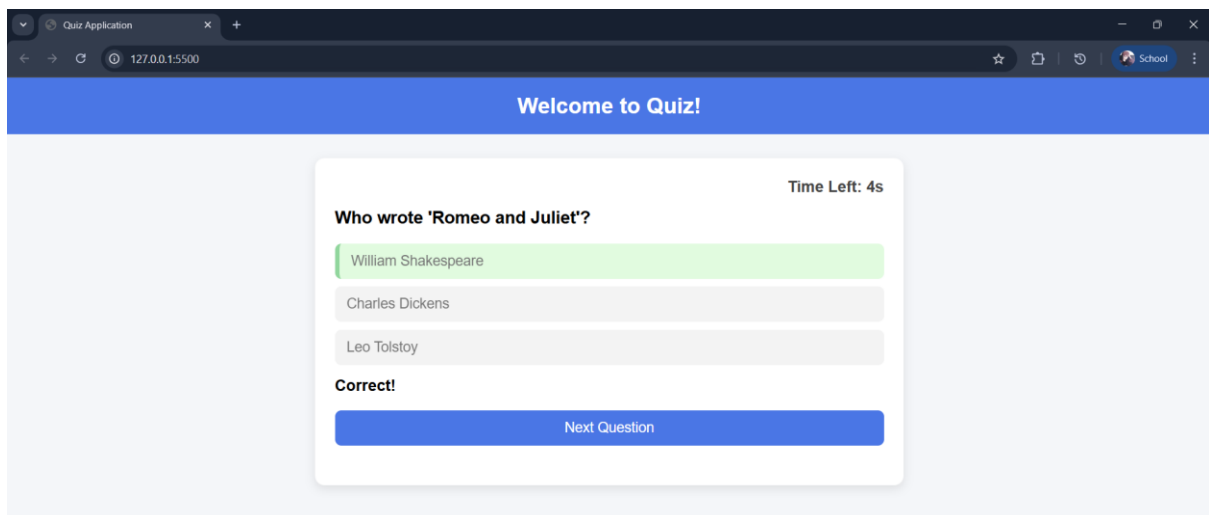 Quiz Application
127.0.0.1:5500
School
Welcome to Quiz!
Time Left: 4s
Who wrote 'Romeo and Juliet'?
William Shakespeare
Charles Dickens
Leo Tolstoy
Correct!
Next Question